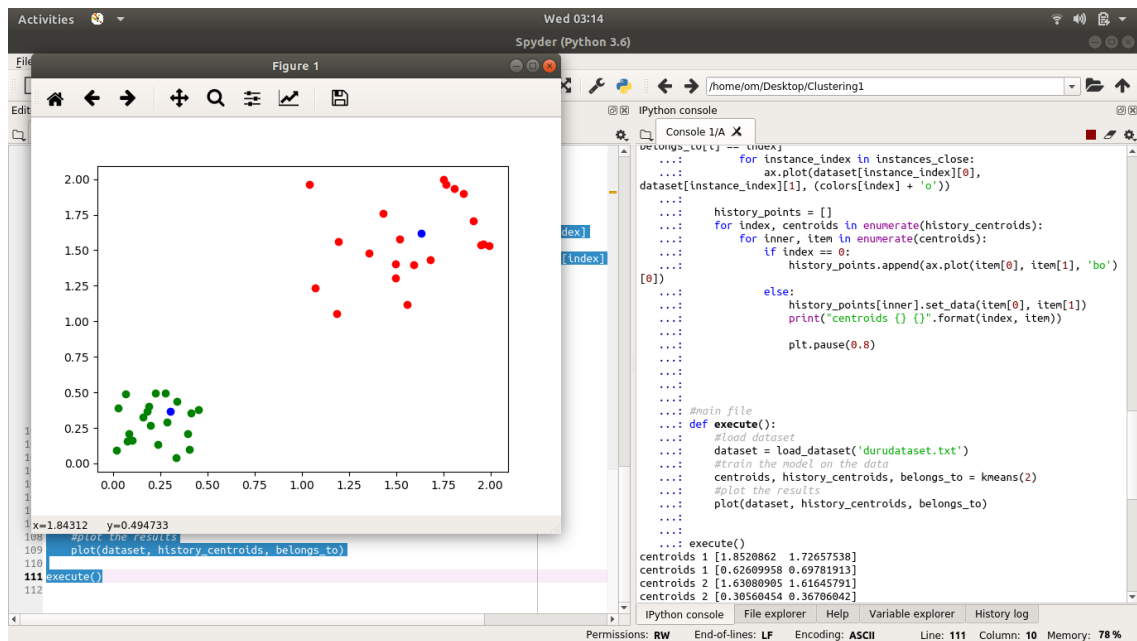 Activities
Wed 03:14
Spyder (Python 3.6)
File
Figure 1
/home/om/Desktop/Clustering1
IPython console
Console 1/A
2.00
1.75
1.50
1.25
1.00
0.75
0.50
0.25
0.00
0.00 0.25 0.50 0.75 1.00 1.25 1.50 1.75 2.00
x=1.84312 y=0.494733
dex]
[index]
108 #plot the results
109 plot(dataset, history_centroids, belongs_to)
110
111 execute()
112
belongs_to[i] == index]
...: for instance_index in instances_close:
...: ax.plot(dataset[instance_index][0],
dataset[instance_index][1], (colors[index] + 'o'))
...:
...: history_points = []
...: for index, centroids in enumerate(history_centroids):
...: for inner, item in enumerate(centroids):
...: if index == 0:
...: history_points.append(ax.plot(item[0], item[1], 'bo')
[0])
...: else:
...: history_points[inner].set_data(item[0], item[1])
...: print("centroids {} {}".format(index, item))
...:
...: plt.pause(0.8)
...:
...:
...:
...:
...: #main file
...: def execute():
...: #load dataset
...: dataset = load_dataset('durudataset.txt')
...: #train the model on the data
...: centroids, history_centroids, belongs_to = kmeans(2)
...: #plot the results
...: plot(dataset, history_centroids, belongs_to)
...:
...:
...: execute()
centroids 1 [1.8520862 1.72657538]
centroids 1 [0.62609958 0.69781913]
centroids 2 [1.63080905 1.61645791]
centroids 2 [0.30560454 0.36706042]
IPython console File explorer Help Variable explorer History log
Permissions: RW End-of-lines: LF Encoding: ASCII Line: 111 Column: 10 Memory: 78 %